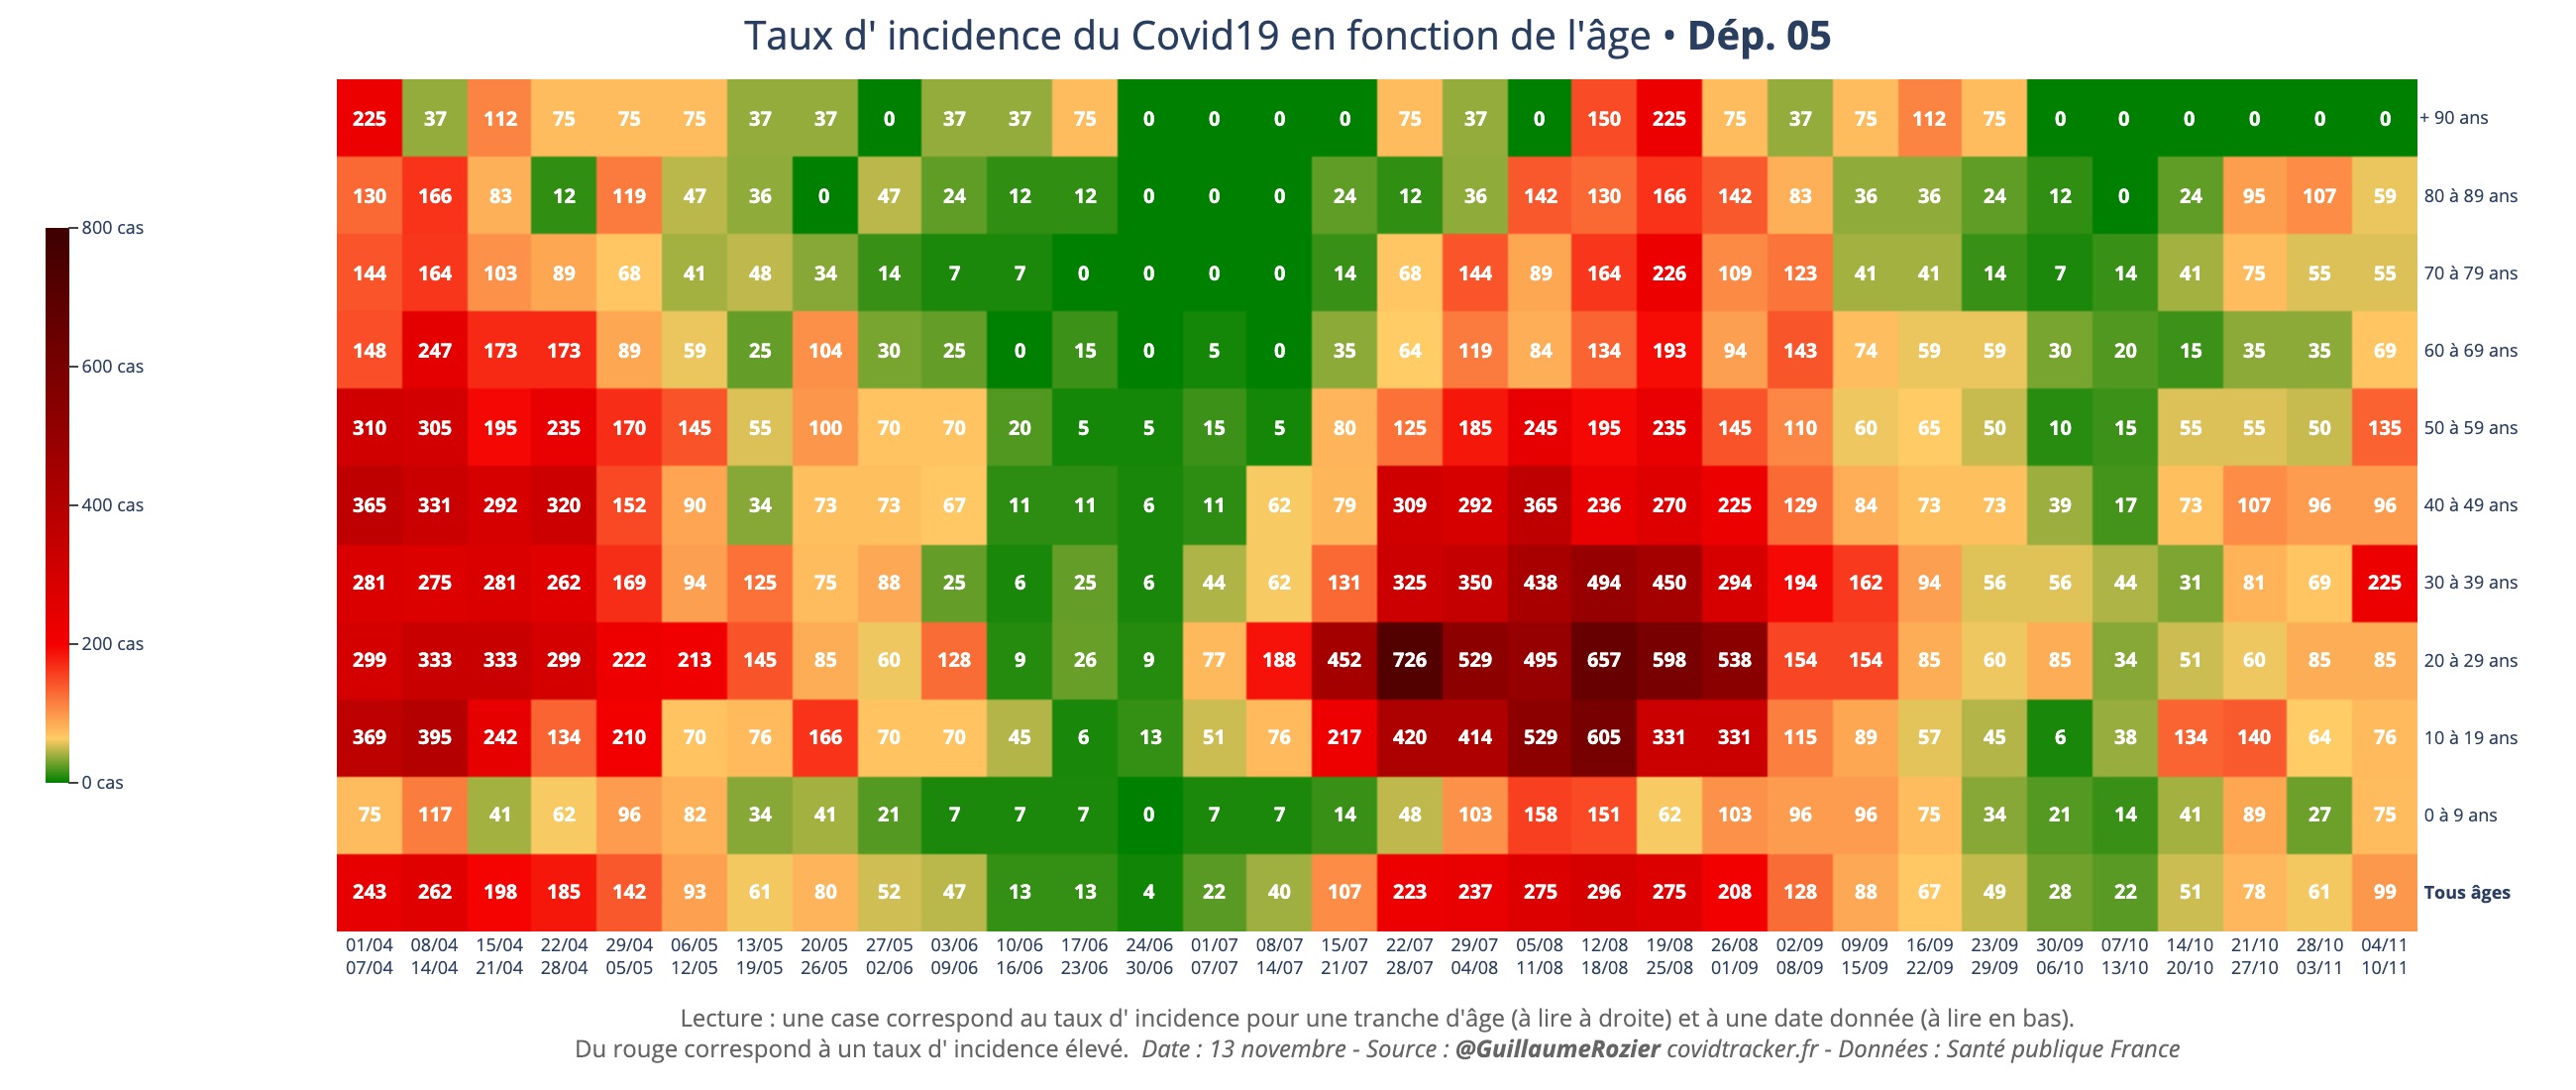 Taux d' incidence du Covid19 en fonction de l'âge • Dép. 05
225 37 112 75 75 75 37 37 0 37 37 75 0 0 0 0 75 37 0 150 225 75 37 75 112 75 0 0 0 0 0 0 + 90 ans
130 166 83 12 119 47 36 0 47 24 12 12 0 0 0 24 12 36 142 130 166 142 83 36 36 24 12 0 24 95 107 59 80 à 89 ans
800 cas
144 164 103 89 68 41 48 34 14 7 7 0 0 0 0 14 68 144 89 164 226 109 123 41 41 14 7 14 41 75 55 55 70 à 79 ans
148 247 173 173 89 59 25 104 30 25 0 15 0 5 0 35 64 119 84 134 193 94 143 74 59 59 30 20 15 35 35 69 60 à 69 ans
600 cas
310 305 195 235 170 145 55 100 70 70 20 5 5 15 5 80 125 185 245 195 235 145 110 60 65 50 10 15 55 55 50 135 50 à 59 ans
400 cas
365 331 292 320 152 90 34 73 73 67 11 11 6 11 62 79 309 292 365 236 270 225 129 84 73 73 39 17 73 107 96 96 40 à 49 ans
281 275 281 262 169 94 125 75 88 25 6 25 6 44 62 131 325 350 438 494 450 294 194 162 94 56 56 44 31 81 69 225 30 à 39 ans
200 cas
299 333 333 299 222 213 145 85 60 128 9 26 9 77 188 452 726 529 495 657 598 538 154 154 85 60 85 34 51 60 85 85 20 à 29 ans
369 395 242 134 210 70 76 166 70 70 45 6 13 51 76 217 420 414 529 605 331 331 115 89 57 45 6 38 134 140 64 76 10 à 19 ans
0 cas
75 117 41 62 96 82 34 41 21 7 7 7 0 7 7 14 48 103 158 151 62 103 96 96 75 34 21 14 41 89 27 75 0 à 9 ans
243 262 198 185 142 93 61 80 52 47 13 13 4 22 40 107 223 237 275 296 275 208 128 88 67 49 28 22 51 78 61 99 Tous âges
01/04 08/04 15/04 22/04 29/04 06/05 13/05 20/05 27/05 03/06 10/06 17/06 24/06 01/07 08/07 15/07 22/07 29/07 05/08 12/08 19/08 26/08 02/09 09/09 16/09 23/09 30/09 07/10 14/10 21/10 28/10 04/11
07/04 14/04 21/04 28/04 05/05 12/05 19/05 26/05 02/06 09/06 16/06 23/06 30/06 07/07 14/07 21/07 28/07 04/08 11/08 18/08 25/08 01/09 08/09 15/09 22/09 29/09 06/10 13/10 20/10 27/10 03/11 10/11
Lecture : une case correspond au taux d' incidence pour une tranche d'âge (à lire à droite) et à une date donnée (à lire en bas).
Du rouge correspond à un taux d' incidence élevé. Date : 13 novembre - Source : @GuillaumeRozier covidtracker.fr - Données : Santé publique France